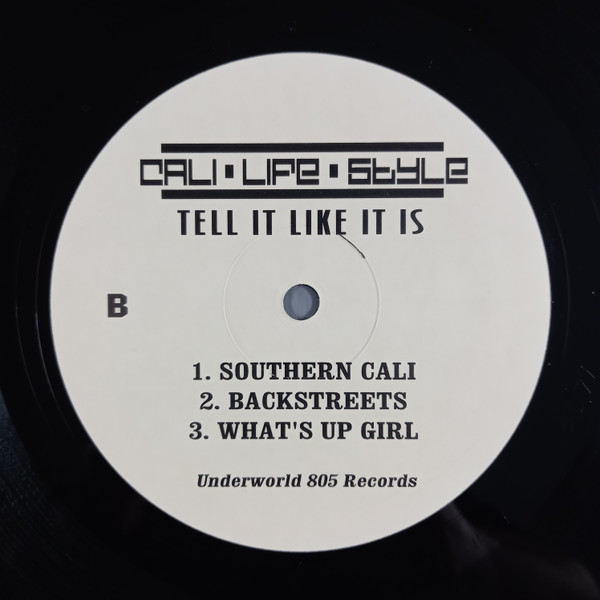 CALI ▪ LIFE ▪ STYLE
TELL IT LIKE IT IS
B
1. SOUTHERN CALI
2. BACKSTREETS
3. WHAT'S UP GIRL
Underworld 805 Records